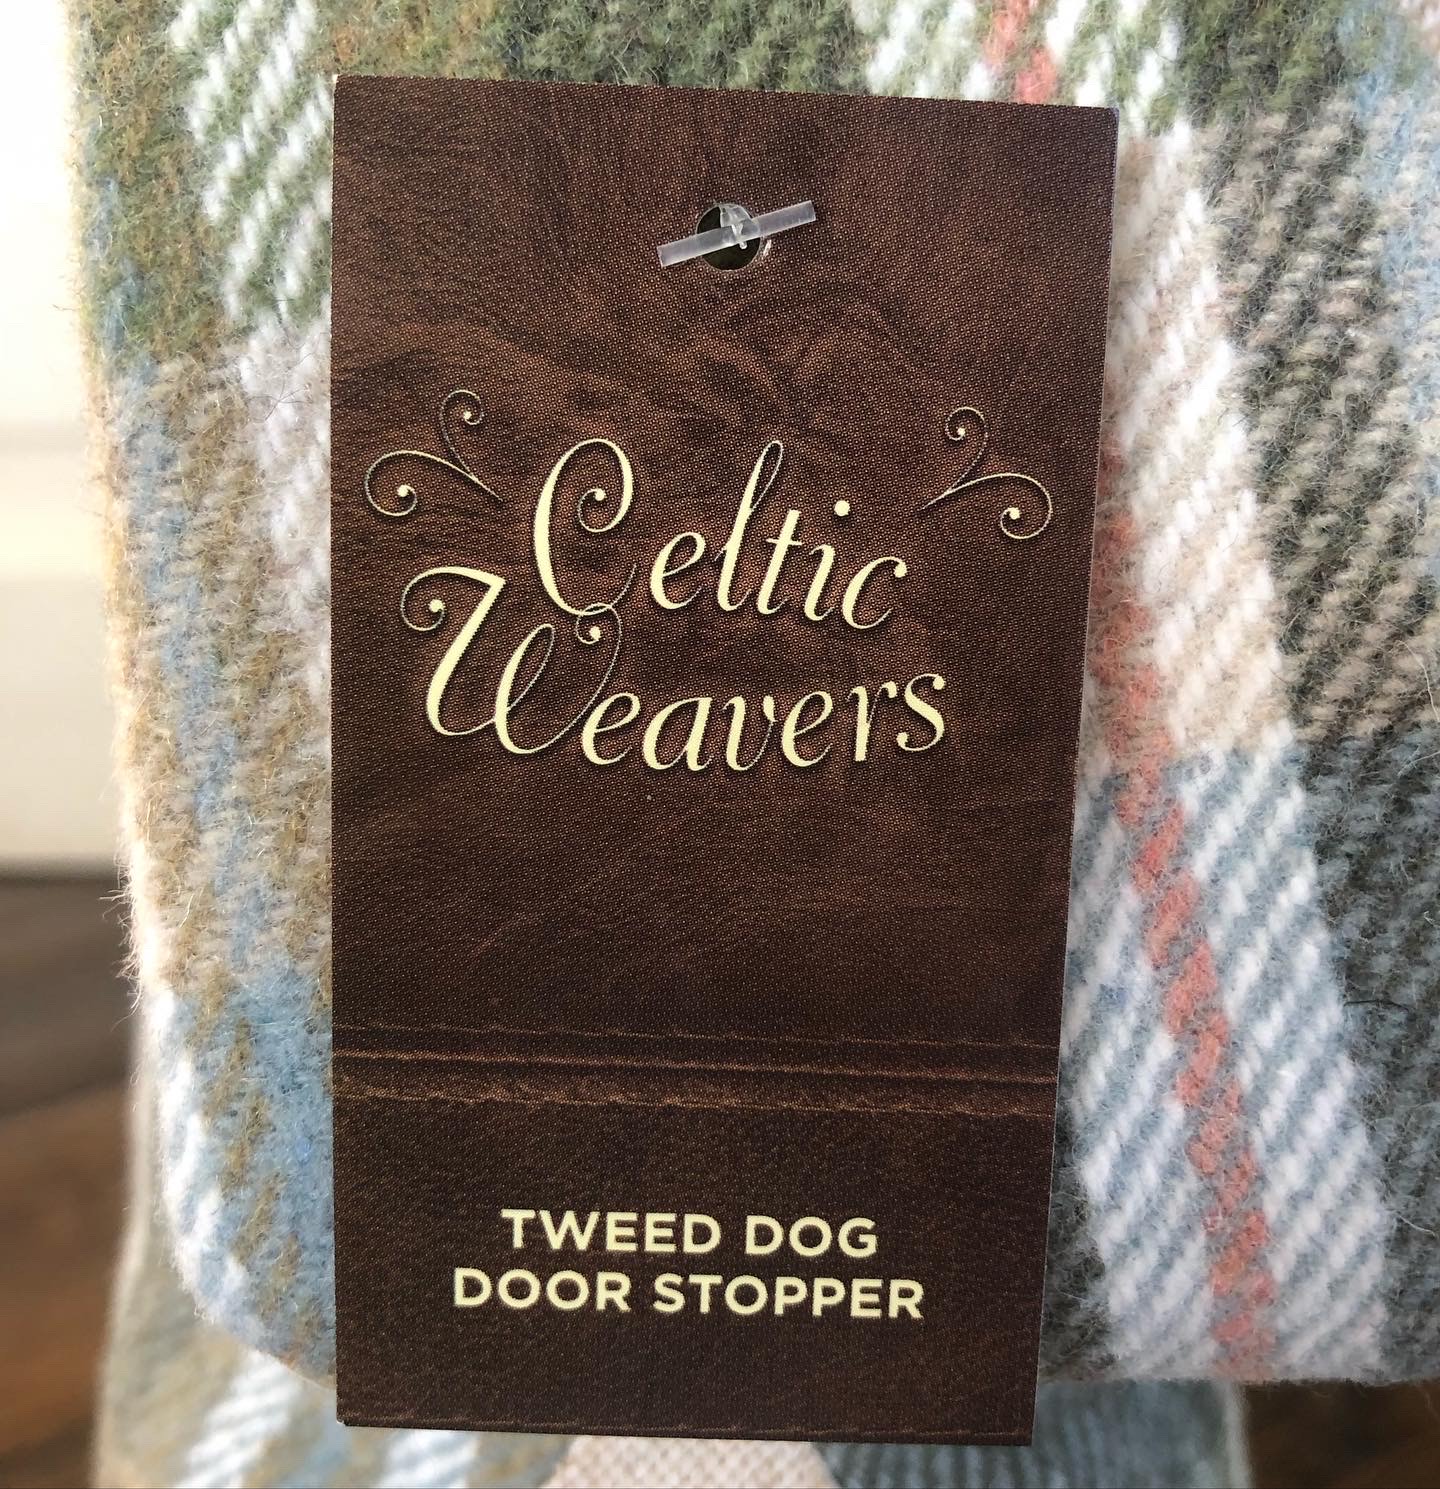 Celtic
Weavers
TWEED DOG
DOOR STOPPER